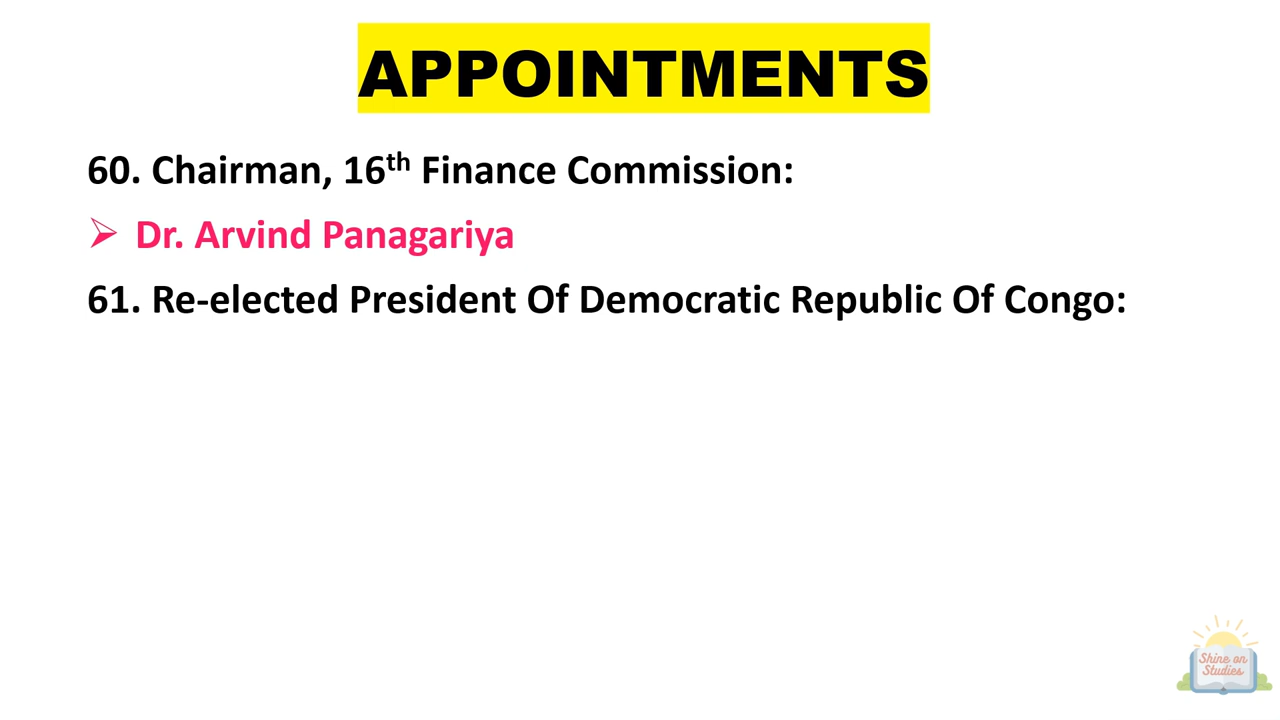 APPOINTMENTS
60. Chairman, 16th Finance Commission:
➢ Dr. Arvind Panagariya
61. Re-elected President Of Democratic Republic Of Congo:
Shine on
Studies